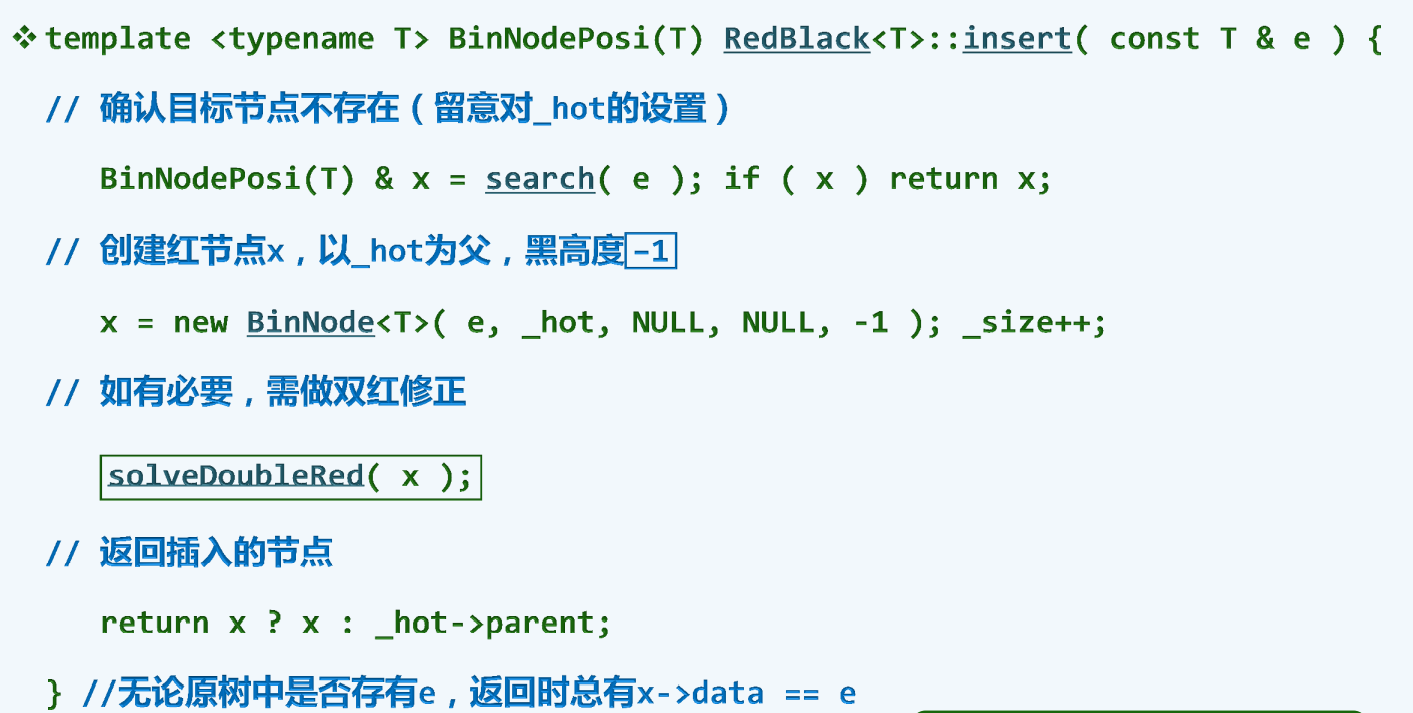 ❖ template <typename T> BinNodePosi(T) RedBlack<T>::insert( const T & e ) {
// 确认目标节点不存在（留意对_hot的设置）
BinNodePosi(T) & x = search( e ); if ( x ) return x;
// 创建红节点x，以_hot为父，黑高度–1
x = new BinNode<T>( e, _hot, NULL, NULL, -1 ); _size++;
// 如有必要，需做双红修正
solveDoubleRed( x );
// 返回插入的节点
return x ? x : _hot->parent;
} //无论原树中是否存有e，返回时总有x->data == e